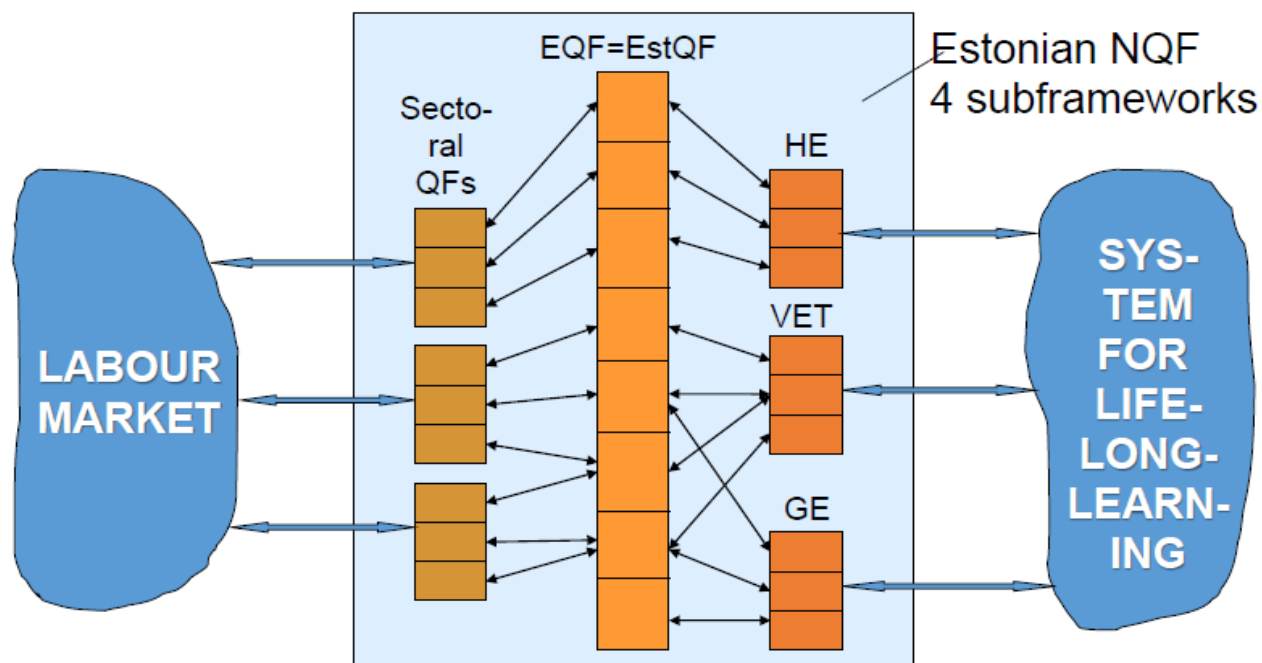 EQF=EstQF
Estonian NQF
4 subframeworks
Secto-
ral
QFs
HE
VET
GE
LABOUR
MARKET
SYS-
TEM
FOR
LIFE-
LONG-
LEARN-
ING